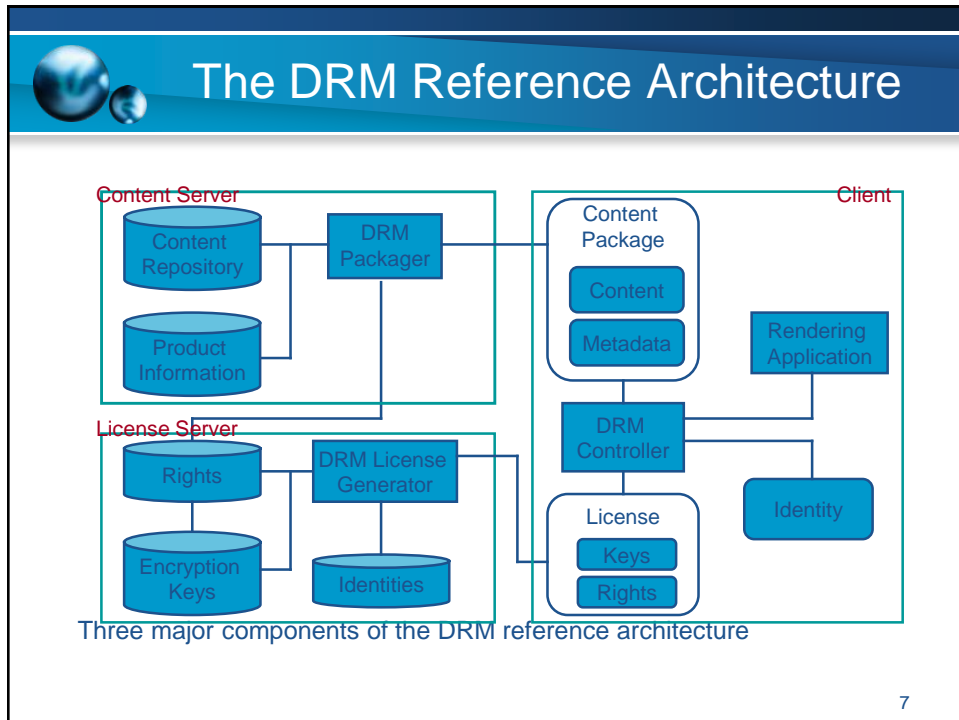 The DRM Reference Architecture
Content Server
Content
Repository
Product
Information
DRM
Packager
License Server
Rights
Encryption
Keys
DRM License
Generator
Identities
Client
Content
Package
Content
Metadata
DRM
Controller
License
Keys
Rights
Rendering
Application
Identity
Three major components of the DRM reference architecture
7